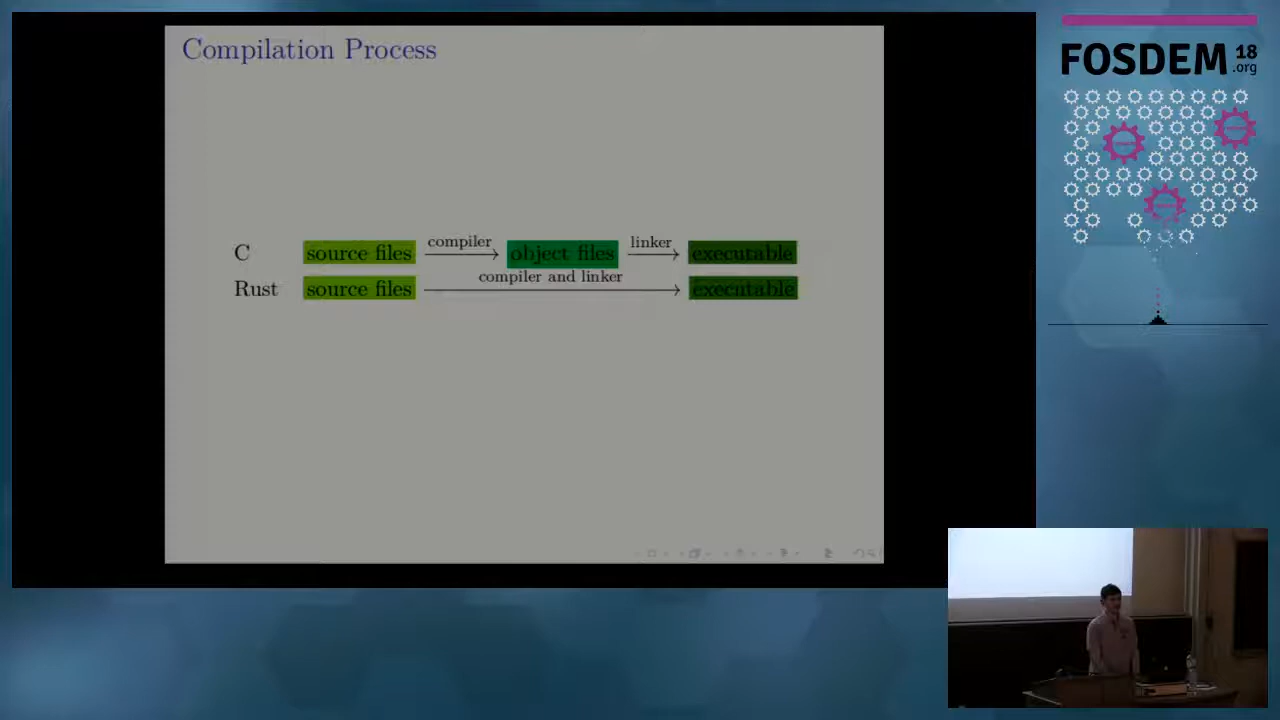 Compilation Process
C source files compiler object files linker executable
Rust source files compiler and linker executable
FOSDEM 18
.org